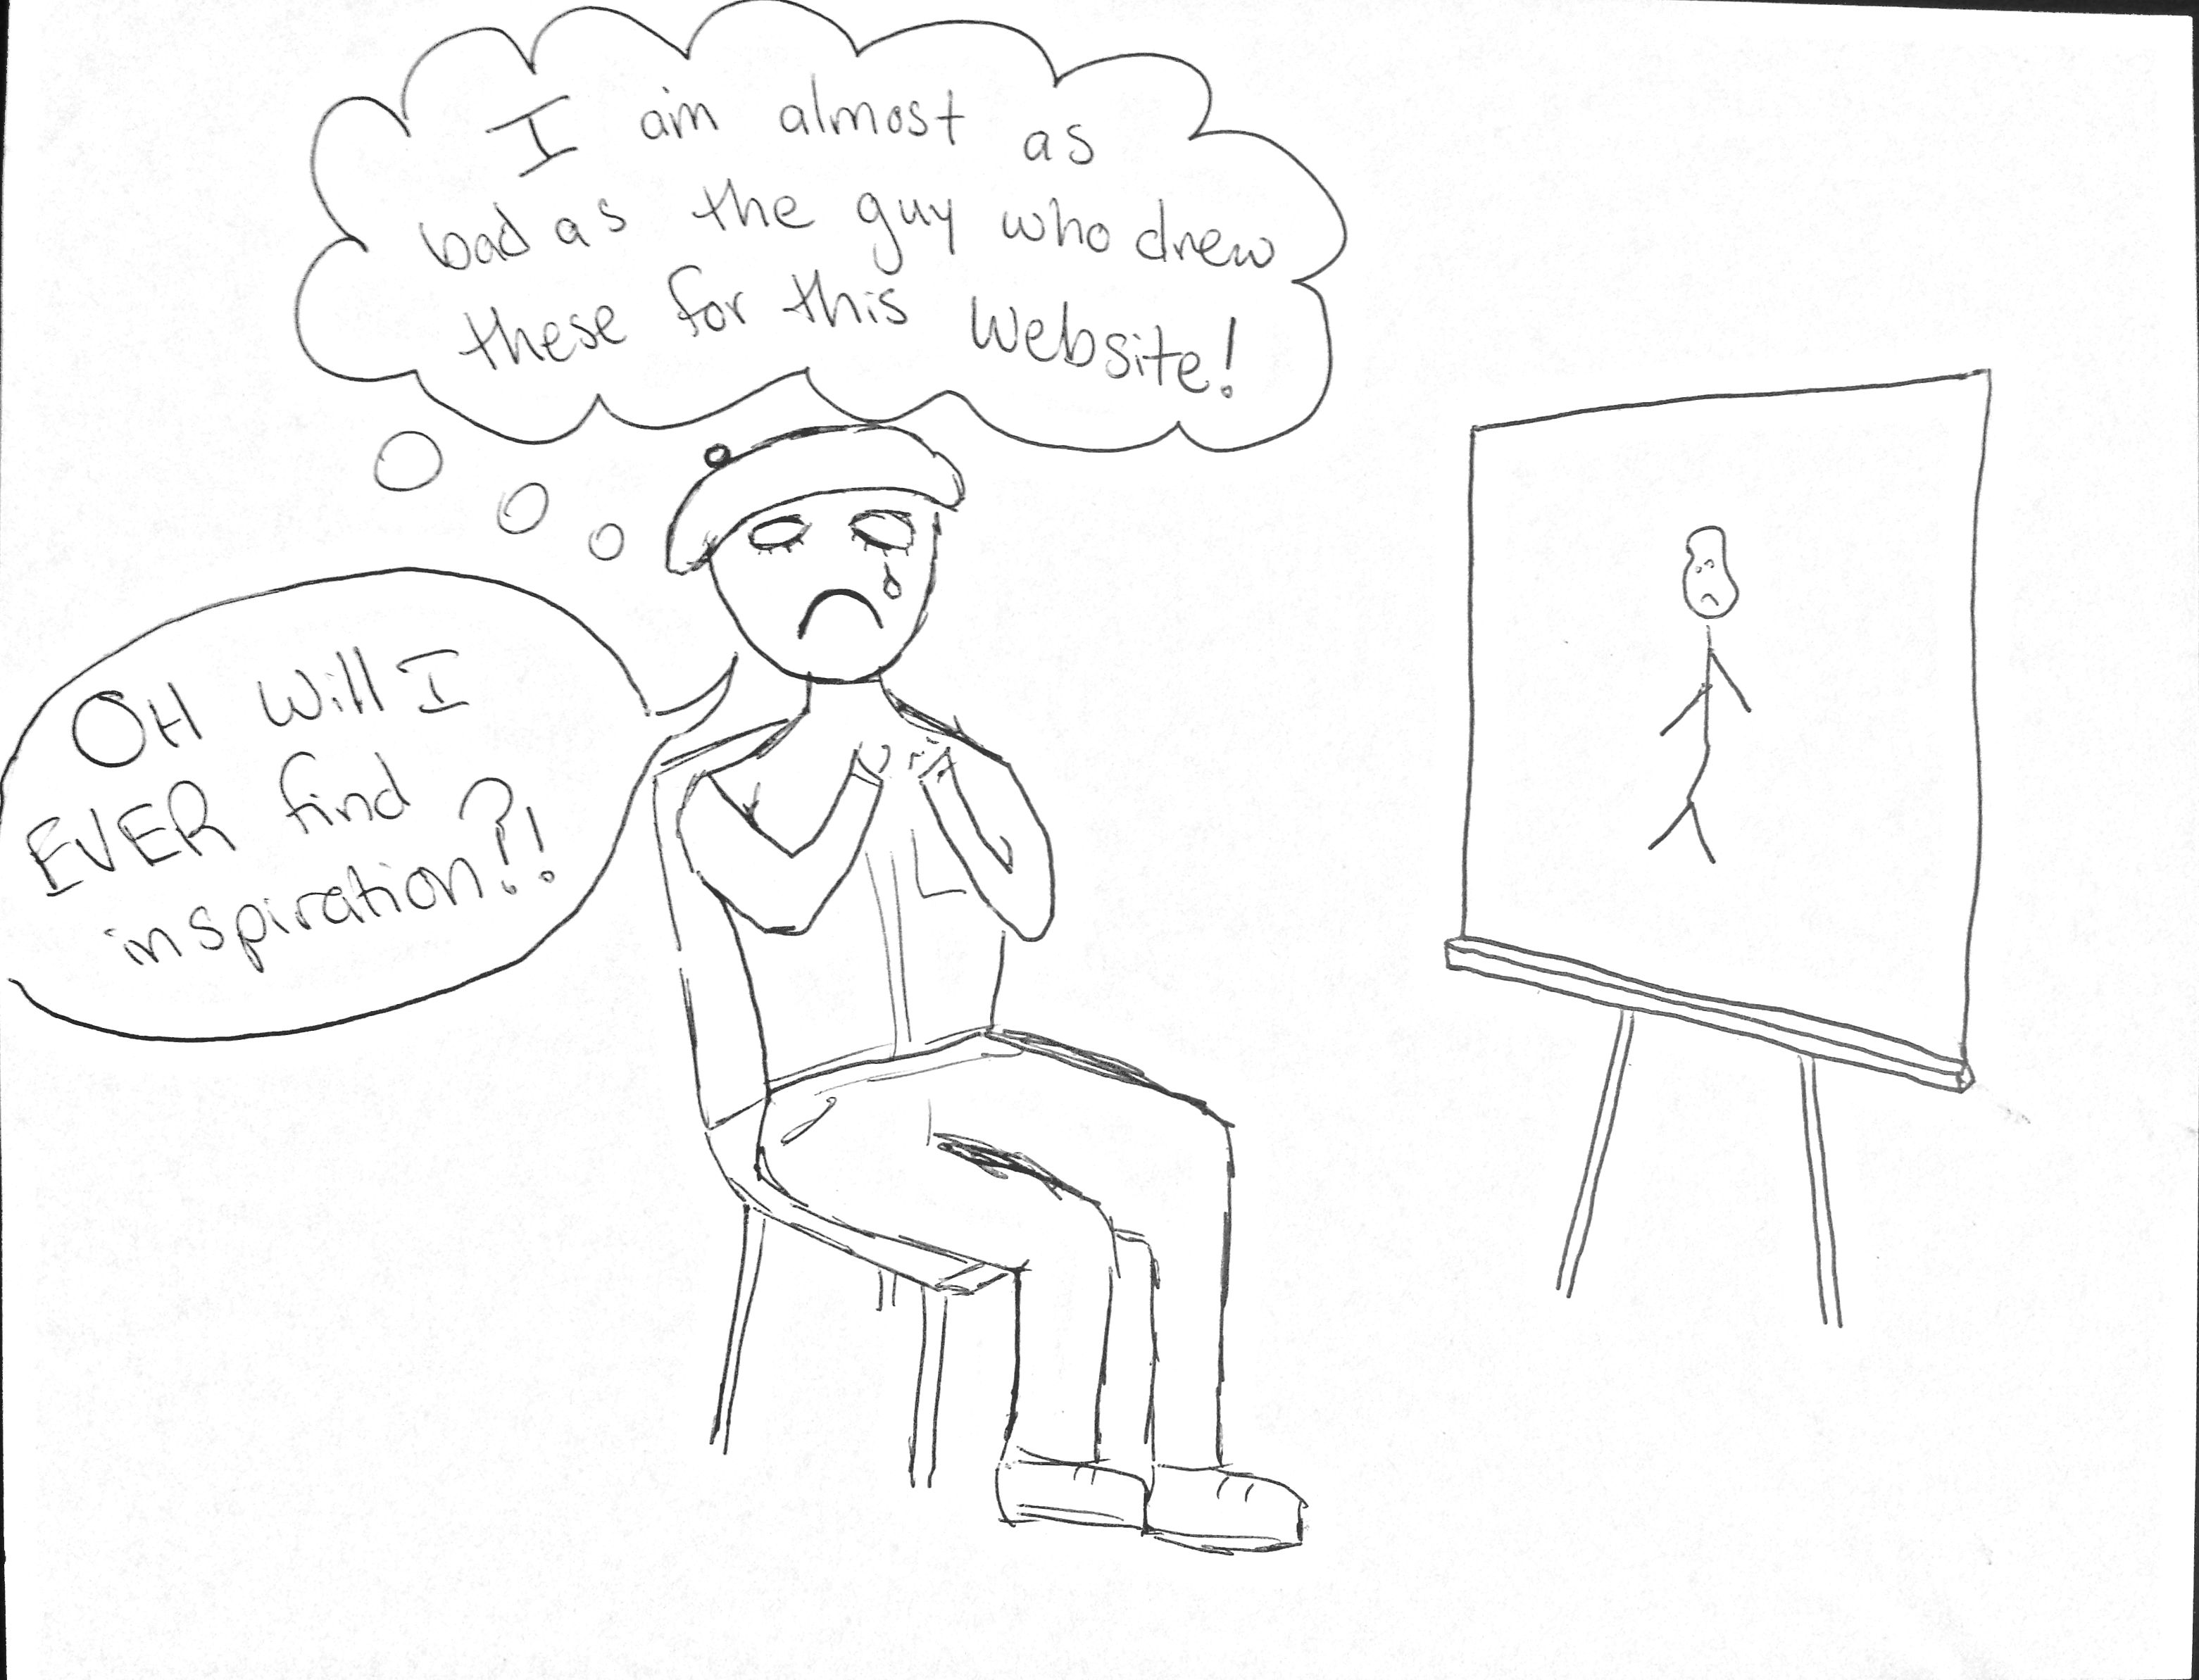 I am almost as
bad as the guy who drew
these for this website!
OH will I
EVER find
inspiration?!